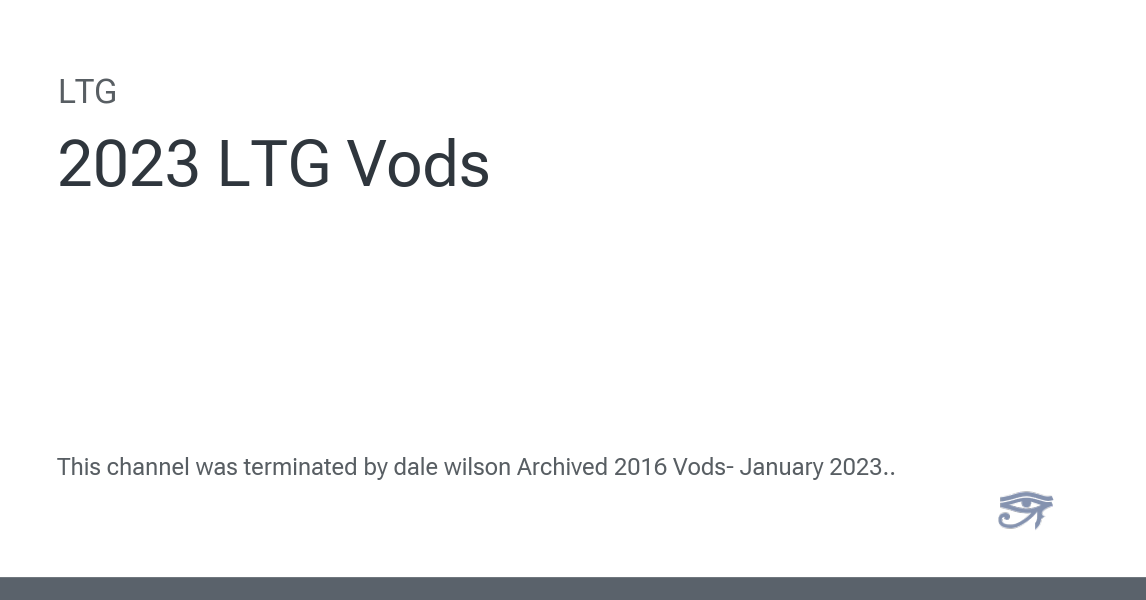 LTG
2023 LTG Vods
This channel was terminated by dale wilson Archived 2016 Vods- January 2023..